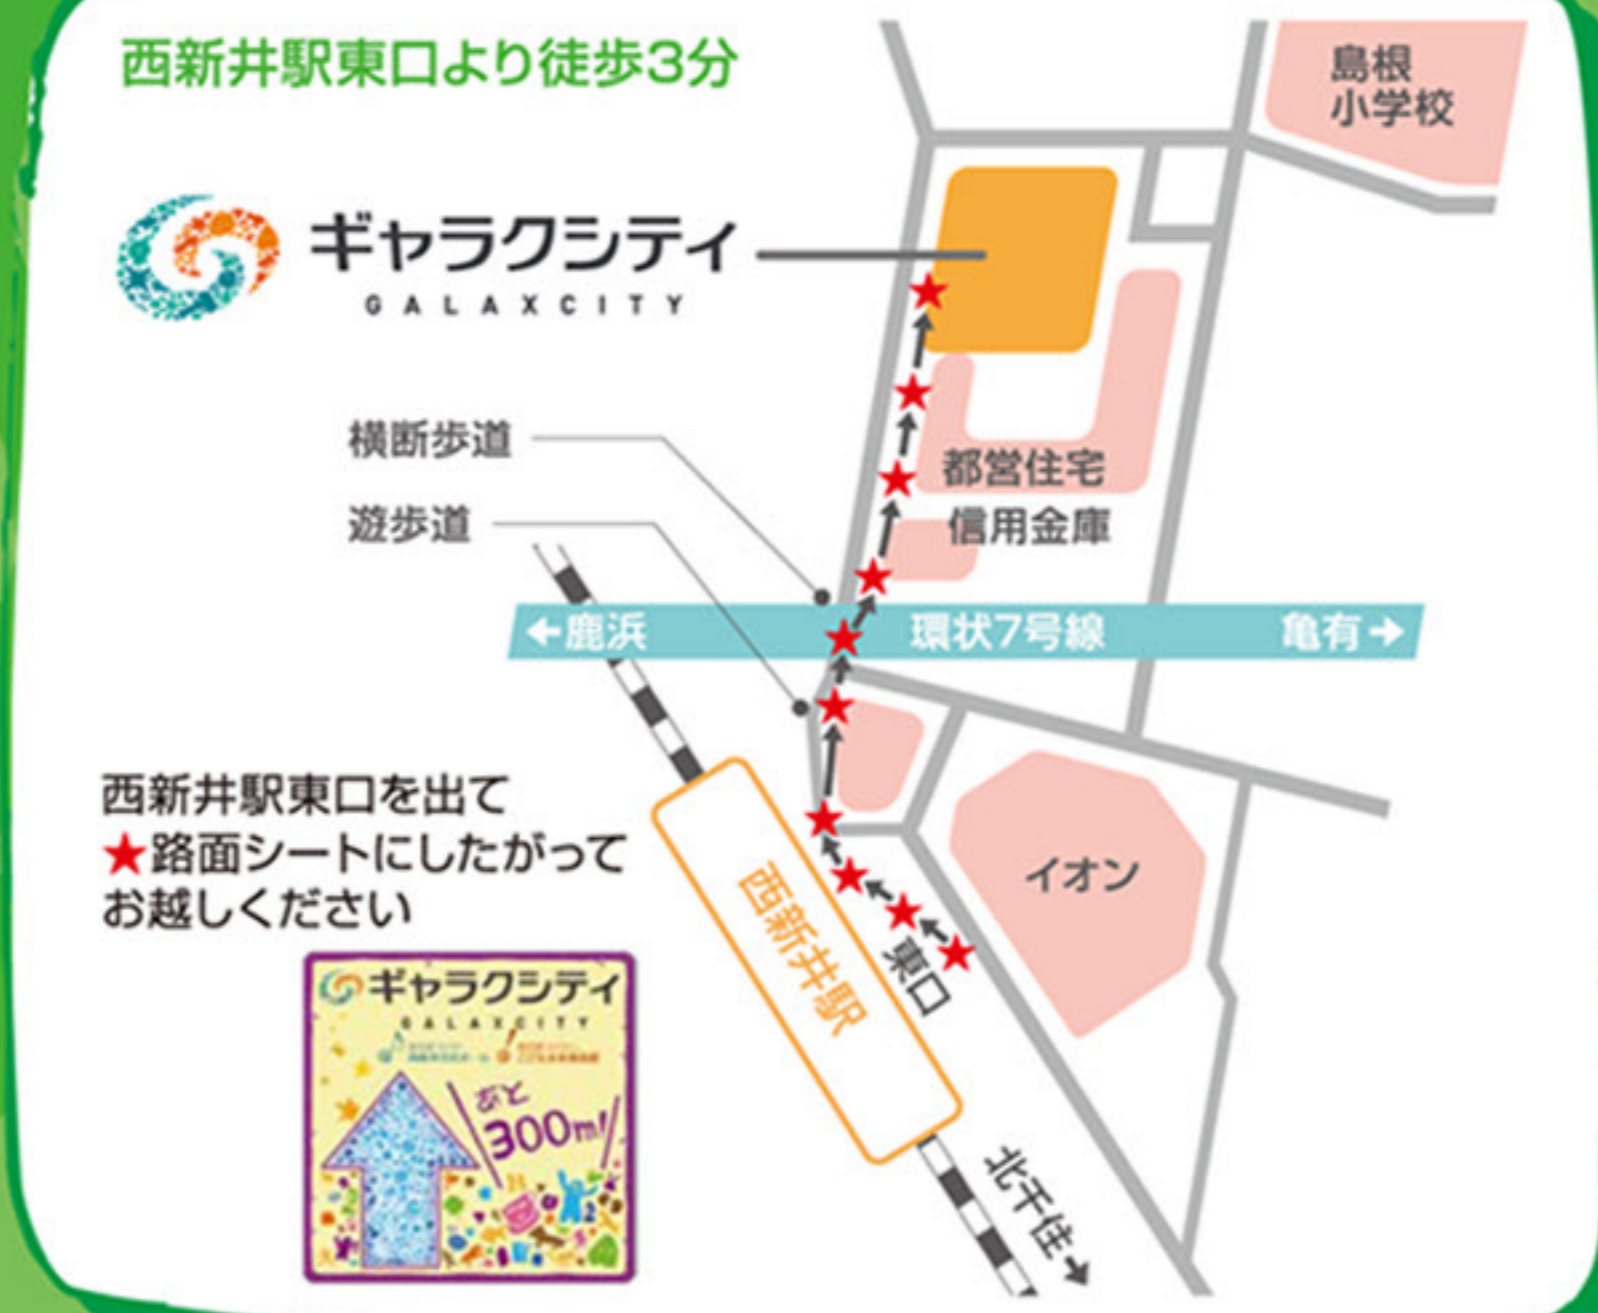 西新井駅東口より徒歩3分
島根
小学校
ギャラクシティ
GALAXCITY
横断歩道
都営住宅
遊歩道
信用金庫
←鹿浜
環状7号線
亀有→
西新井駅東口を出て
★路面シートにしたがって
お越しください
イオン
西新井駅
東口
ギャラクシティ
GALAXCITY
あと
300m!
北千住